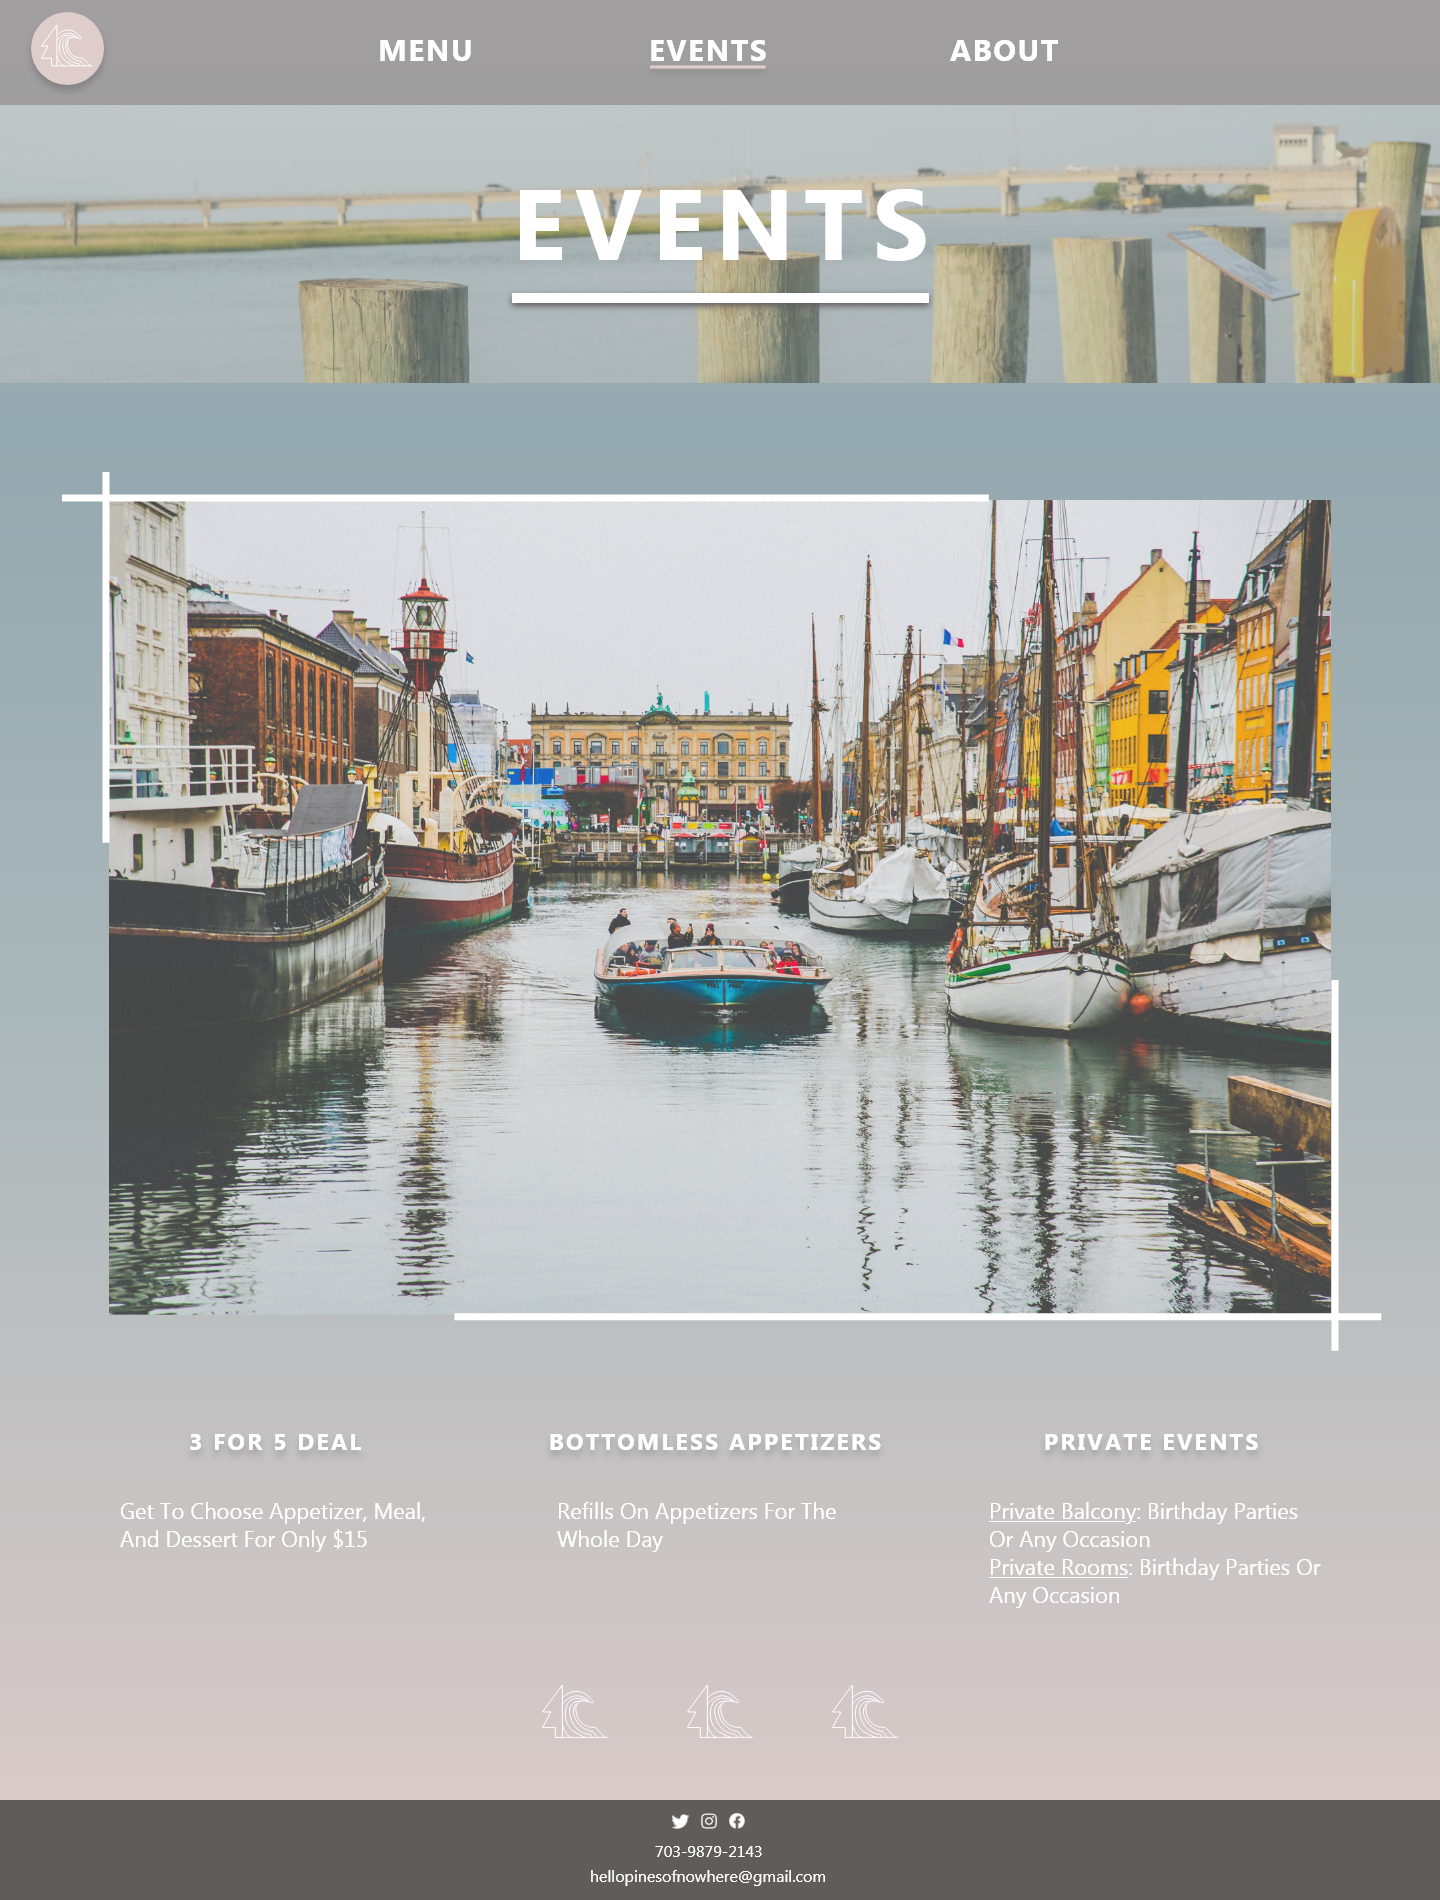 MENU
EVENTS
ABOUT
EVENTS
3 FOR 5 DEAL
Get To Choose Appetizer, Meal,
And Dessert For Only $15
BOTTOMLESS APPETIZERS
Refills On Appetizers For The
Whole Day
PRIVATE EVENTS
Private Balcony: Birthday Parties
Or Any Occasion
Private Rooms: Birthday Parties Or
Any Occasion
703-9879-2143
hellopinesofnowhere@gmail.com